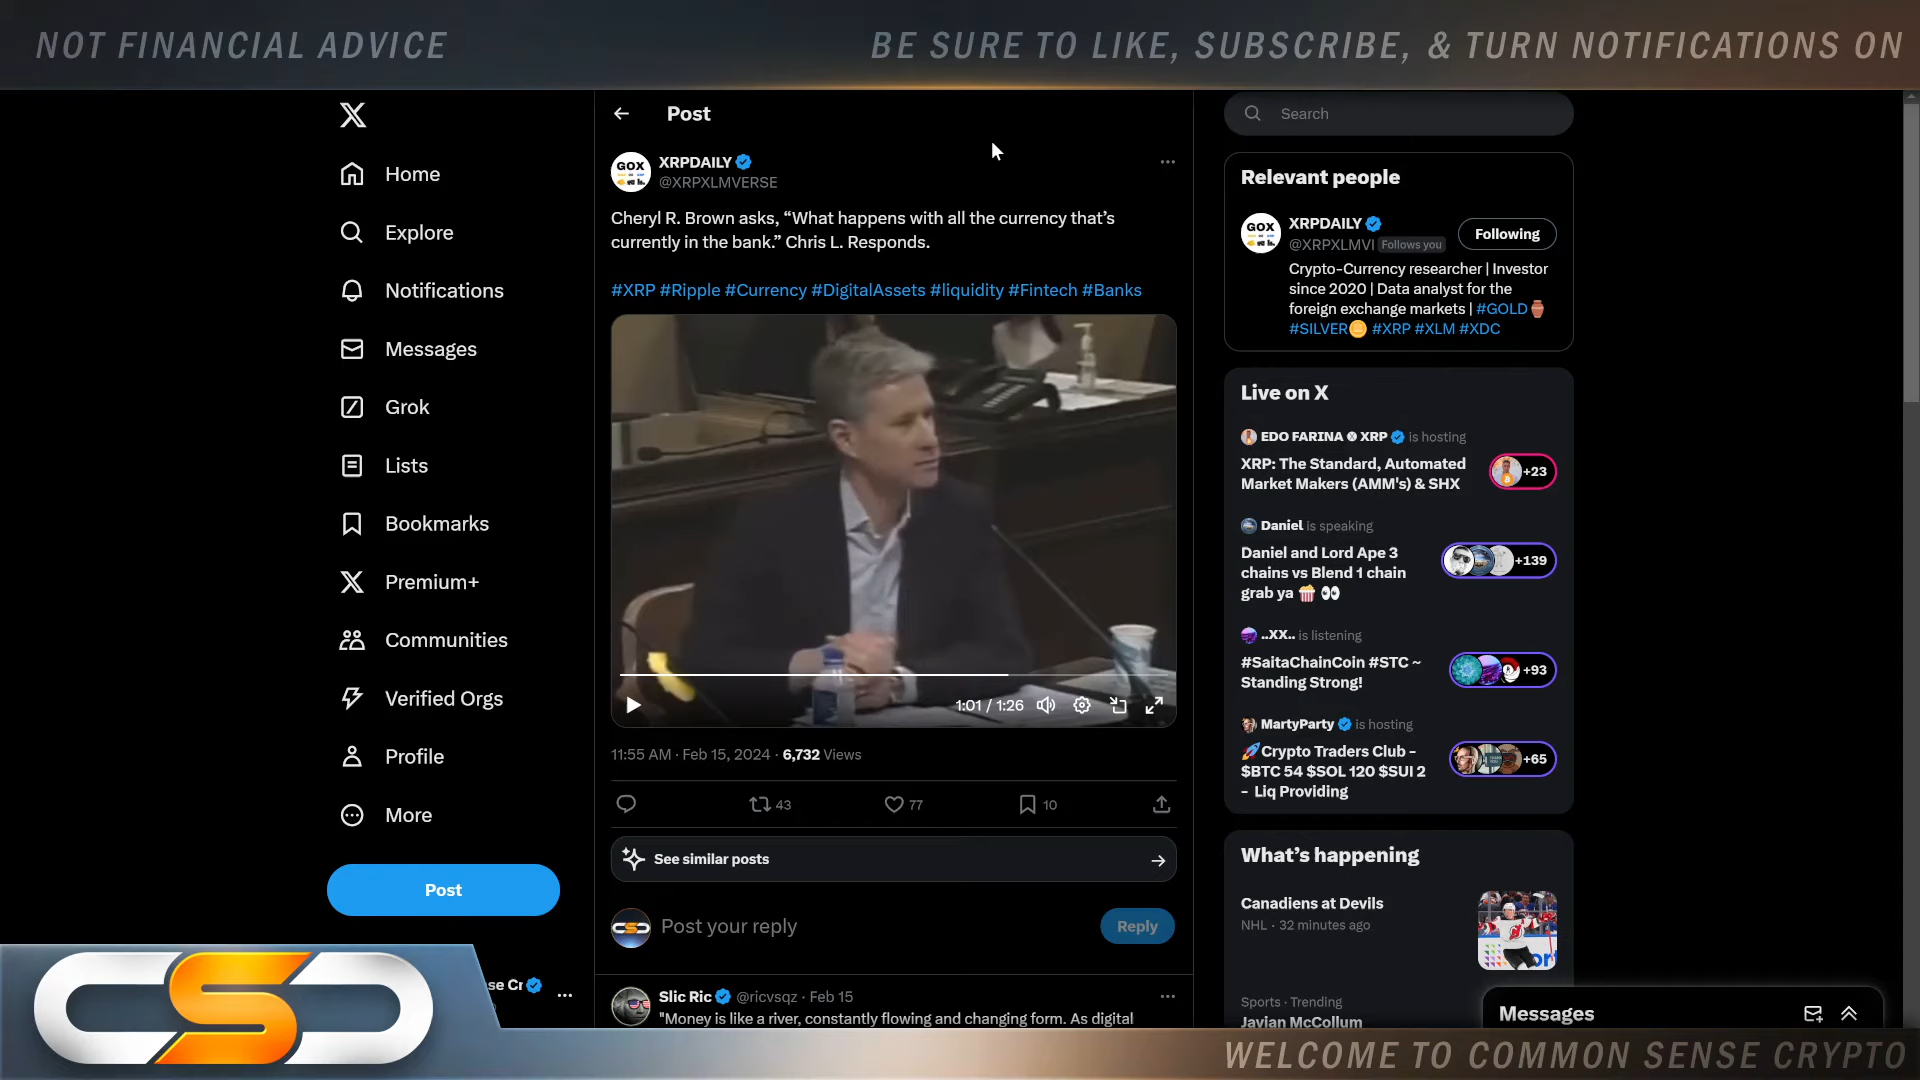 NOT FINANCIAL ADVICE
BE SURE TO LIKE, SUBSCRIBE, & TURN NOTIFICATIONS ON
Home
Explore
Notifications
Messages
Grok
Lists
Bookmarks
Premium+
Communities
Verified Orgs
Profile
More
Post
se Cr
Post
XRPDAILY
@XRPXLMVERSE
Cheryl R. Brown asks, “What happens with all the currency that’s
currently in the bank.” Chris L. Responds.
#XRP #Ripple #Currency #DigitalAssets #liquidity #Fintech #Banks
1:01 / 1:26
11:55 AM · Feb 15, 2024 · 6,732 Views
43
77
10
See similar posts
Post your reply
Reply
Slic Ric @ricvsqz · Feb 15
"Money is like a river, constantly flowing and changing form. As digital
Search
Relevant people
GOX
XRPDAILY
@XRPXLMVI Follows you
Following
Crypto-Currency researcher | Investor
since 2020 | Data analyst for the
foreign exchange markets | #GOLD
#SILVER #XRP #XLM #XDC
Live on X
EDO FARINA XRP is hosting
XRP: The Standard, Automated
Market Makers (AMM's) & SHX
+23
Daniel is speaking
Daniel and Lord Ape 3
chains vs Blend 1 chain
grab ya 🍿 👀
+139
..XX.. is listening
#SaitaChainCoin #STC ~
Standing Strong!
+93
MartyParty is hosting
🚀Crypto Traders Club -
$BTC 54 $SOL 120 $SUI 2
- Liq Providing
+65
What’s happening
Canadiens at Devils
NHL · 32 minutes ago
Sports · Trending
Javian McCollum
Messages
GOX
CSC
WELCOME TO COMMON SENSE CRYPTO